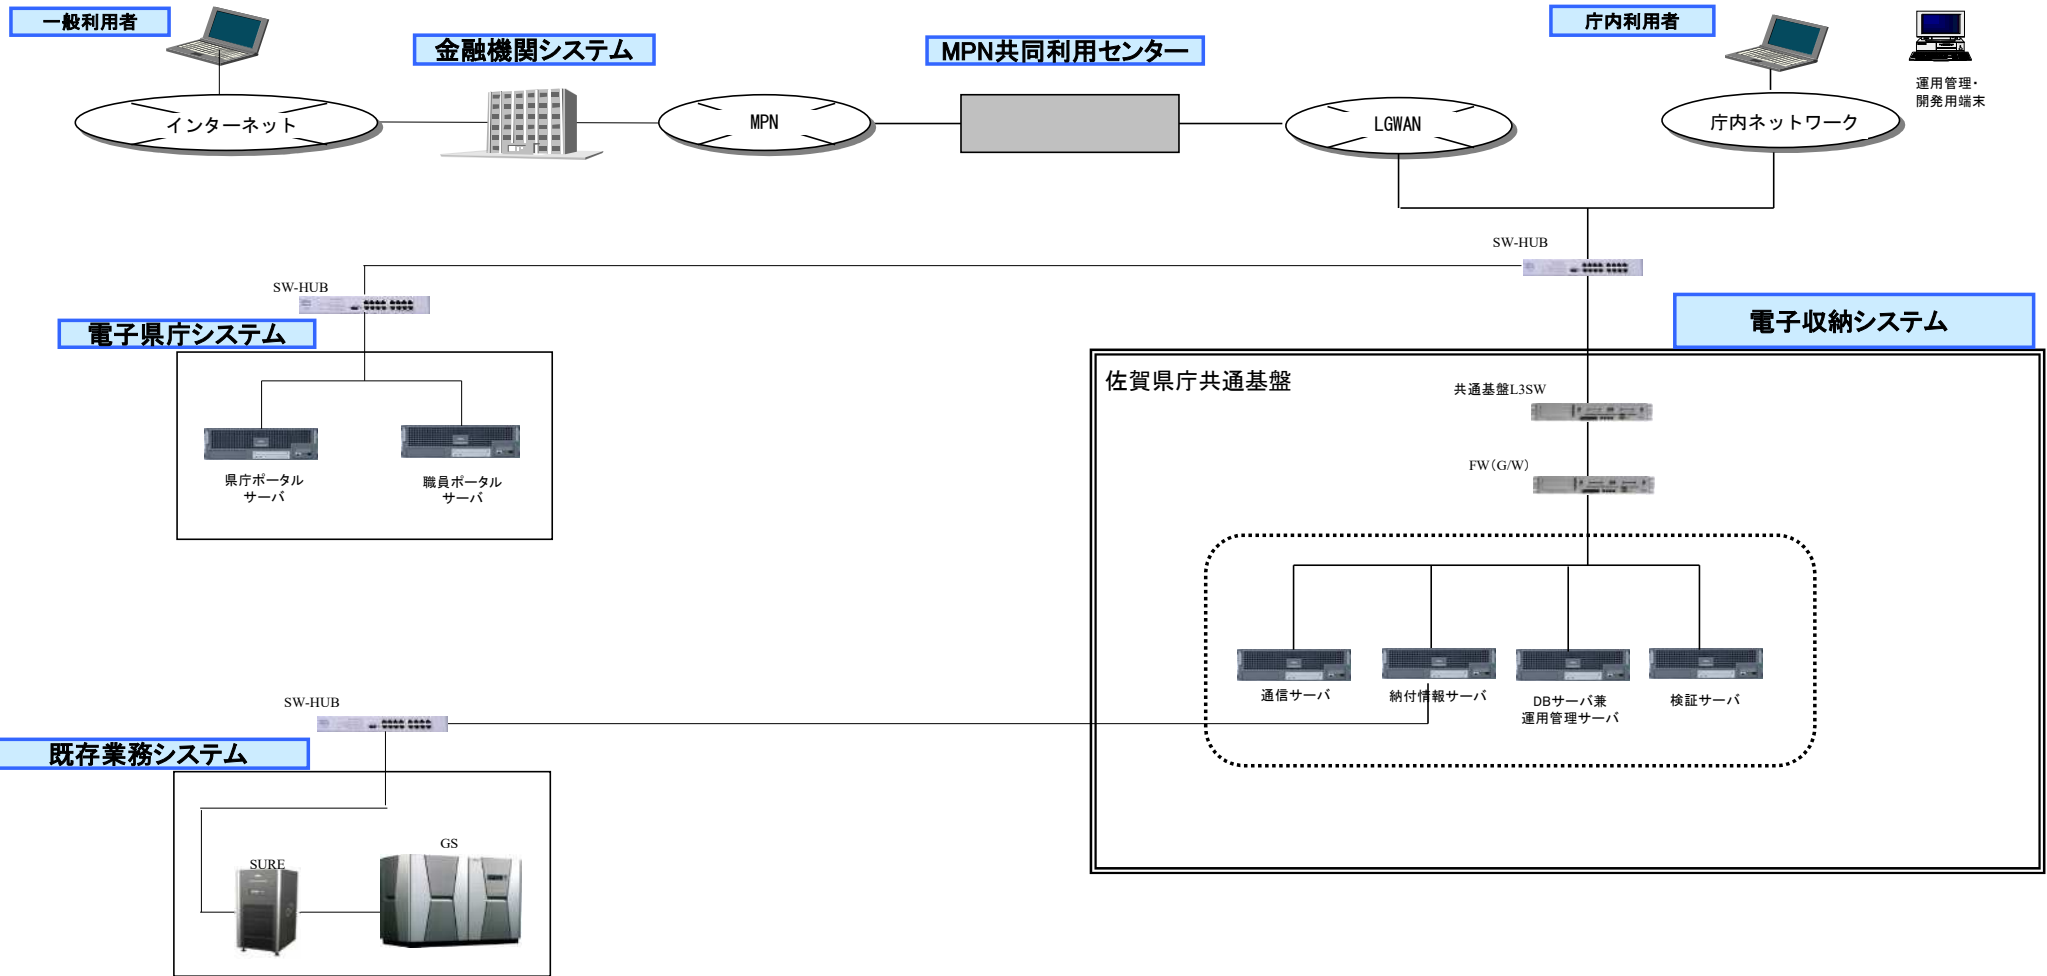 一般利用者
庁内利用者
金融機関システム
MPN共同利用センター
運用管理・
開発用端末
インターネット
MPN
LGWAN
庁内ネットワーク
SW-HUB
SW-HUB
電子県庁システム
電子収納システム
佐賀県庁共通基盤
共通基盤L3SW
FW(G/W)
県庁ポータル
サーバ
職員ポータル
サーバ
通信サーバ
納付情報サーバ
DBサーバ兼
運用管理サーバ
検証サーバ
SW-HUB
既存業務システム
GS
SURE